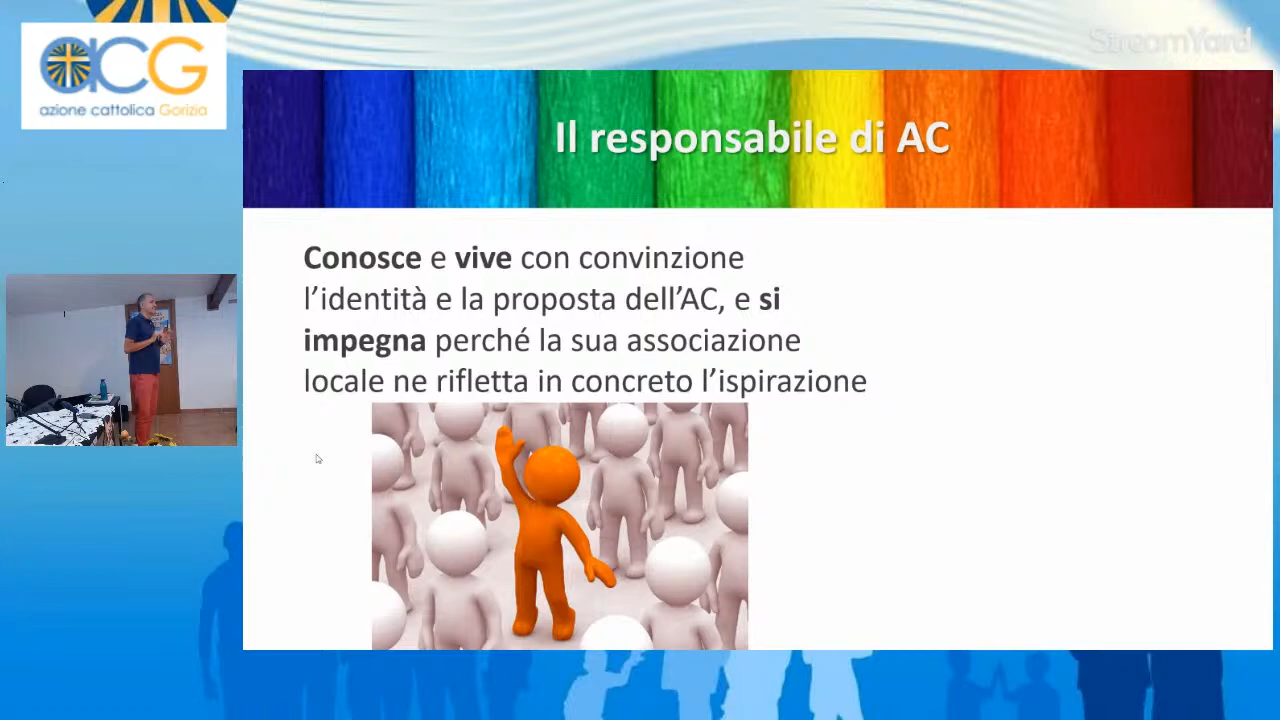 StreamYard
acG
azione cattolica Gorizia
Il responsabile di AC
Conosce e vive con convinzione
l’identità e la proposta dell’AC, e si
impegna perché la sua associazione
locale ne rifletta in concreto l’ispirazione